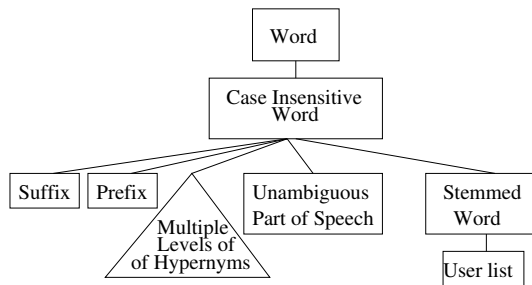 Word
Case Insensitive
Word
Suffix
Prefix
Multiple
Levels of
of Hypernyms
Unambiguous
Part of Speech
Stemmed
Word
User list